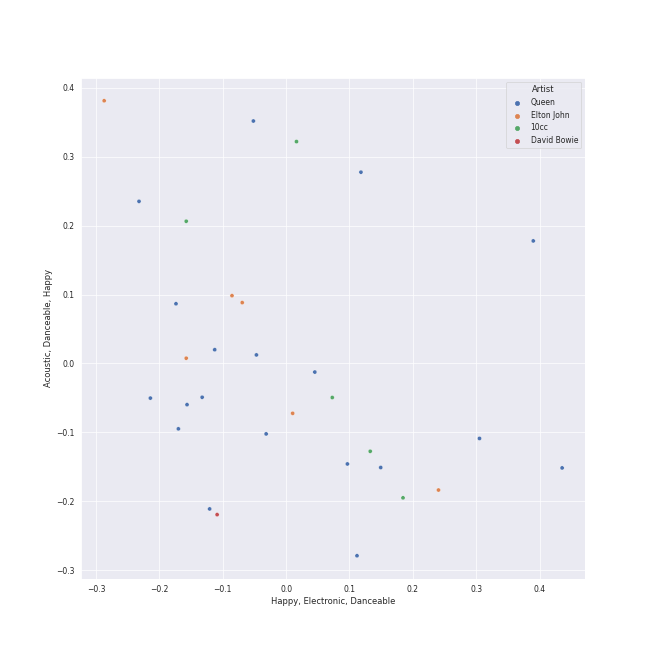 Artist
Queen
Elton John
10cc
David Bowie
0.4
0.3
0.2
0.1
0.0
−0.1
−0.2
−0.3
Acoustic, Danceable, Happy
−0.3 −0.2 −0.1 0.0 0.1 0.2 0.3 0.4
Happy, Electronic, Danceable